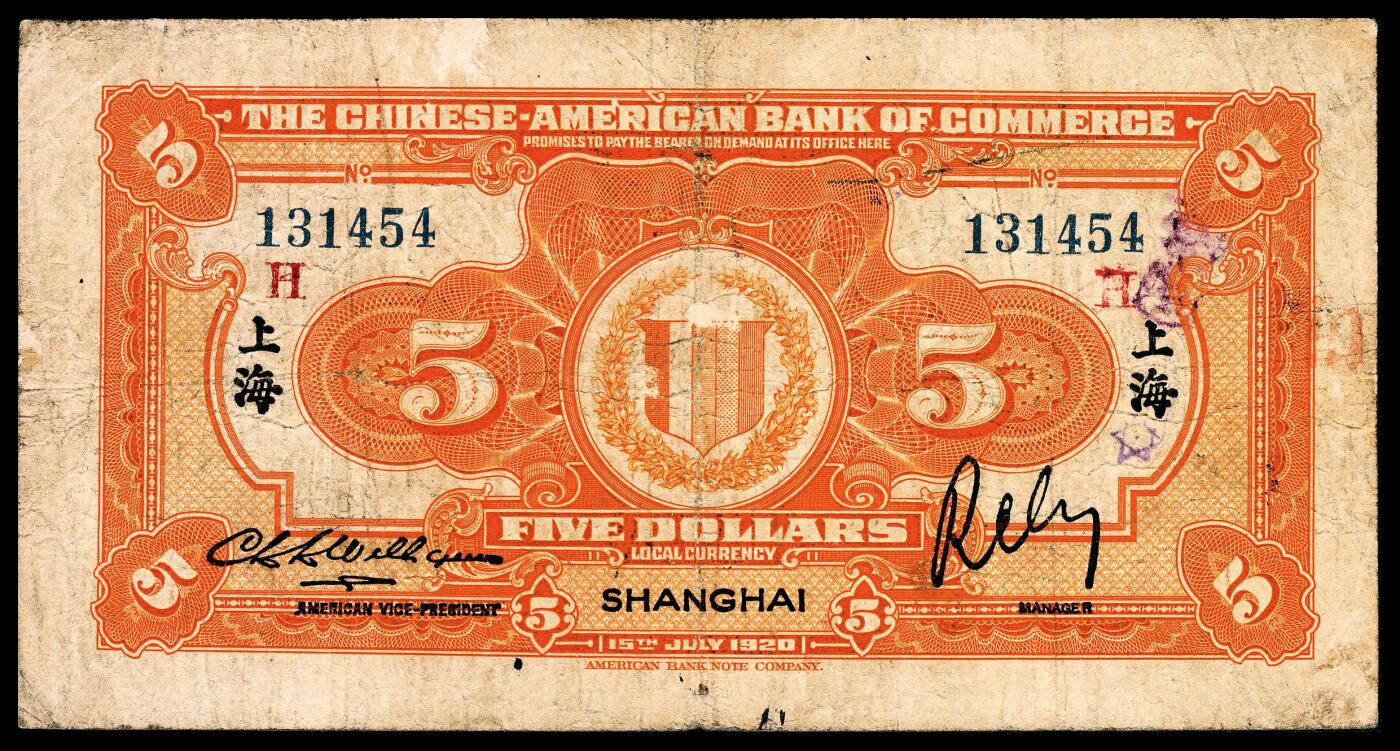 THE CHINESE-AMERICAN BANK OF COMMERCE
PROMISES TO PAY THE BEARER ON DEMAND AT ITS OFFICE HERE
5
5
Nº
Nº
131454
131454
H
H
上海
上海
5
5
FIVE DOLLARS
LOCAL CURRENCY
SHANGHAI
AMERICAN VICE-PRESIDENT
MANAGER
5
5
5
5
15TH JULY 1920
AMERICAN BANK NOTE COMPANY.